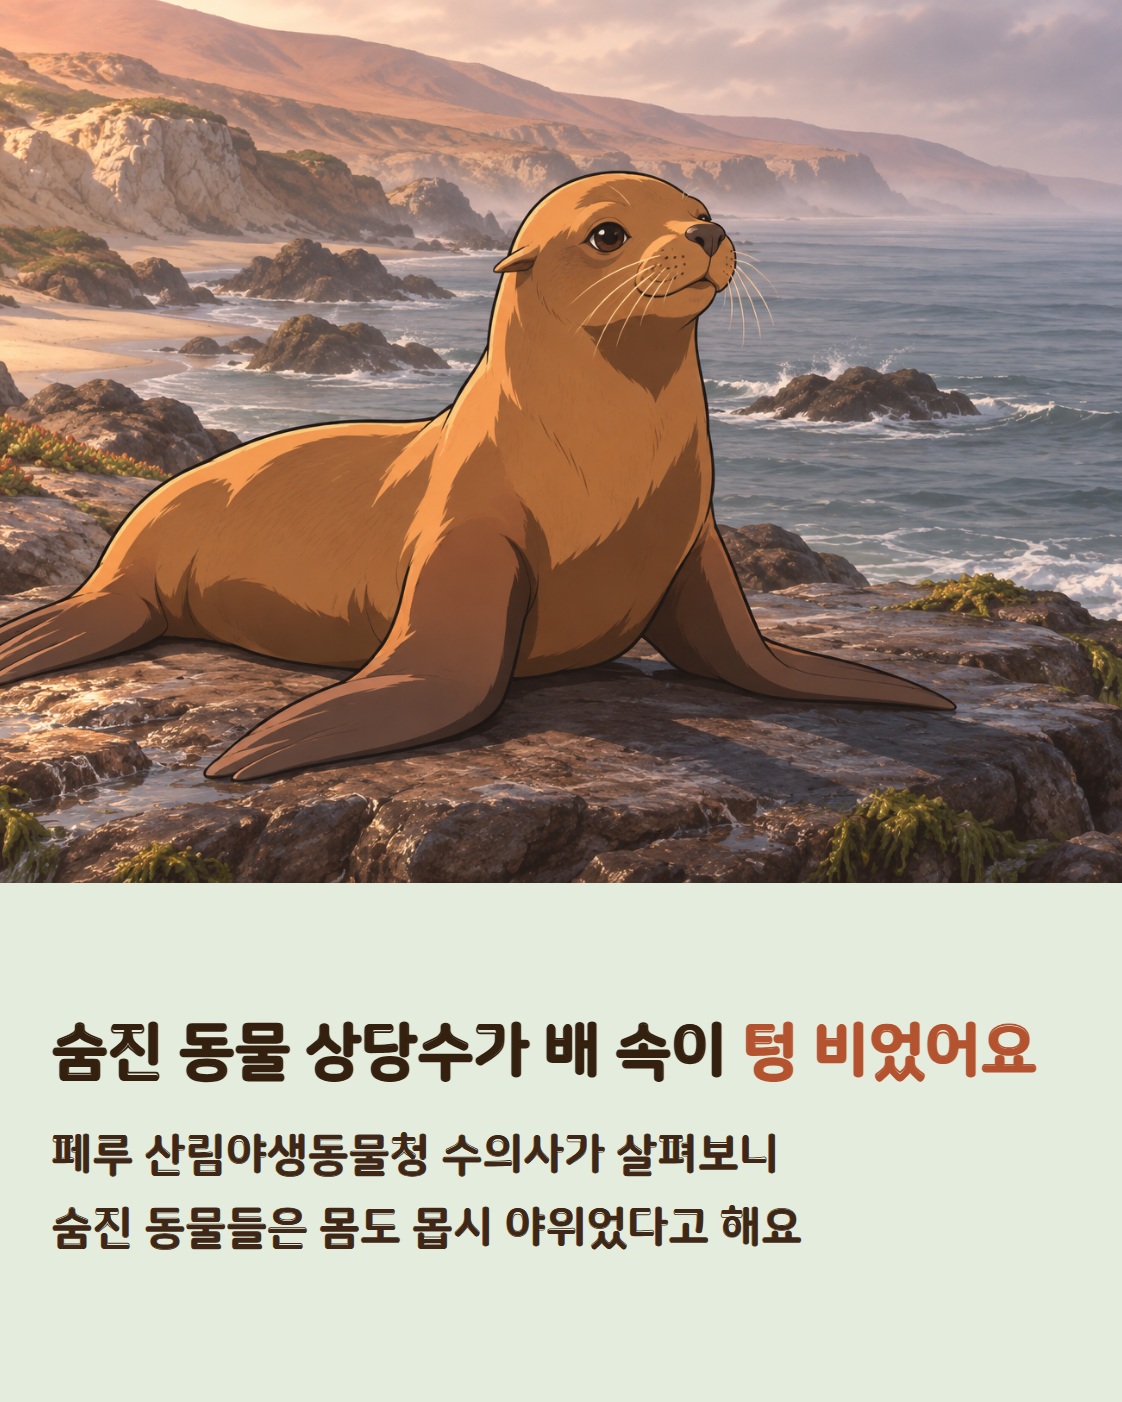 숨진 동물 상당수가 배 속이 텅 비었어요
페루 산림야생동물청 수의사가 살펴보니
숨진 동물들은 몸도 몹시 야위었다고 해요